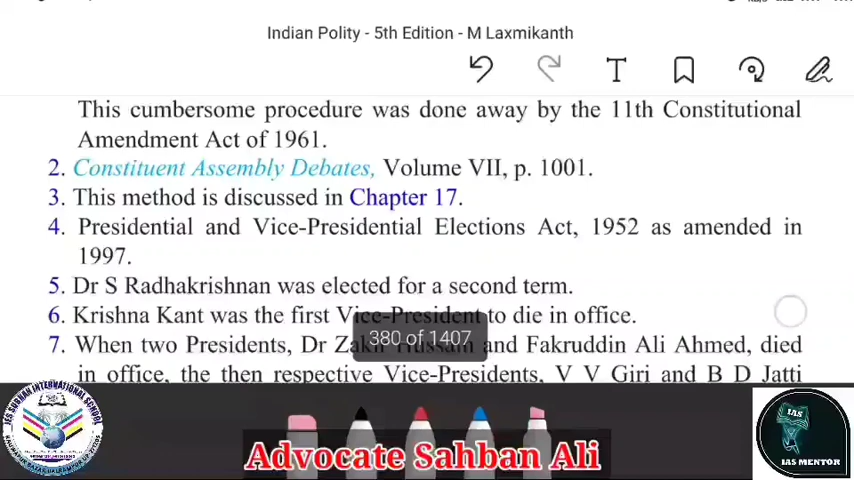 Indian Polity - 5th Edition - M Laxmikanth
This cumbersome procedure was done away by the 11th Constitutional
Amendment Act of 1961.
2. Constituent Assembly Debates, Volume VII, p. 1001.
3. This method is discussed in Chapter 17.
4. Presidential and Vice-Presidential Elections Act, 1952 as amended in
1997.
5. Dr S Radhakrishnan was elected for a second term.
6. Krishna Kant was the first Vice-President to die in office.
380 of 1407
7. When two Presidents, Dr Zakir Hussain and Fakruddin Ali Ahmed, died
in office, the then respective Vice-Presidents, V V Giri and B D Jatti
Advocate Sahban Ali
IAS
IAS MENTOR